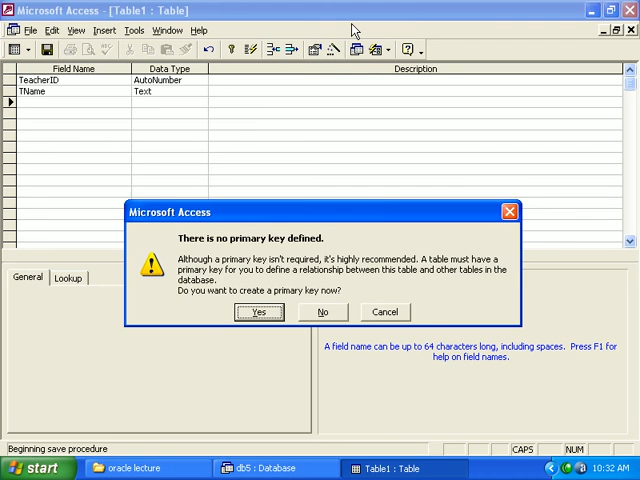 Microsoft Access - [Table1 : Table]
File Edit View Insert Tools Window Help
Field Name Data Type Description
TeacherID AutoNumber
TName Text
Microsoft Access
There is no primary key defined.
Although a primary key isn't required, it's highly recommended. A table must have a
primary key for you to define a relationship between this table and other tables in the
database.
Do you want to create a primary key now?
Yes No Cancel
General Lookup
A field name can be up to 64 characters long, including spaces. Press F1 for
help on field names.
Beginning save procedure CAPS NUM
start oracle lecture db5 : Database Table1 : Table 10:32 AM